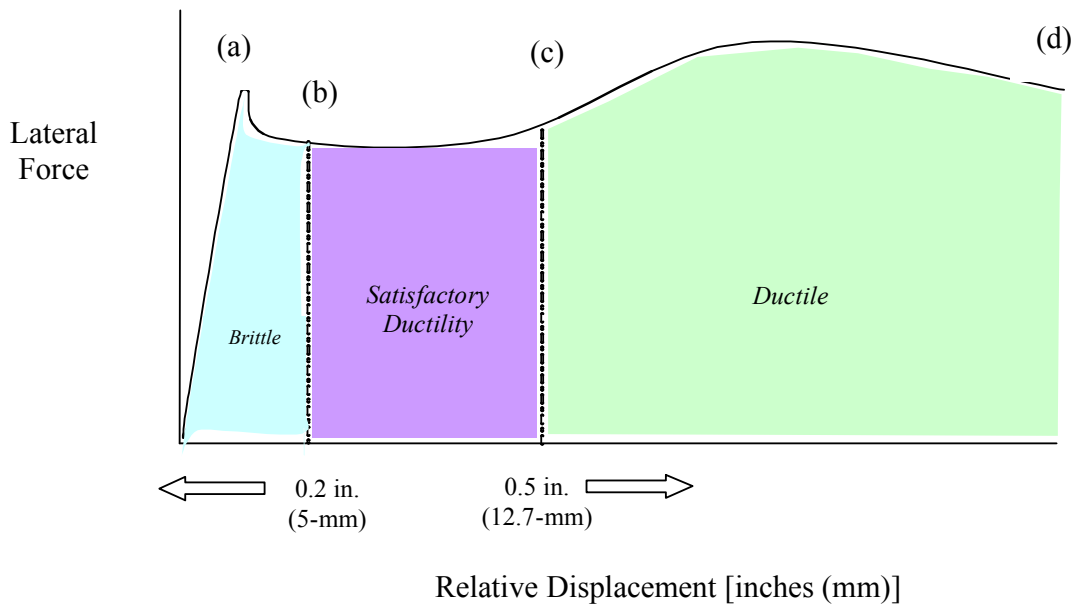 (a)
(b)
(c)
(d)
Lateral
Force
Brittle
Satisfactory
Ductility
Ductile
0.2 in.
(5-mm)
0.5 in.
(12.7-mm)
Relative Displacement [inches (mm)]